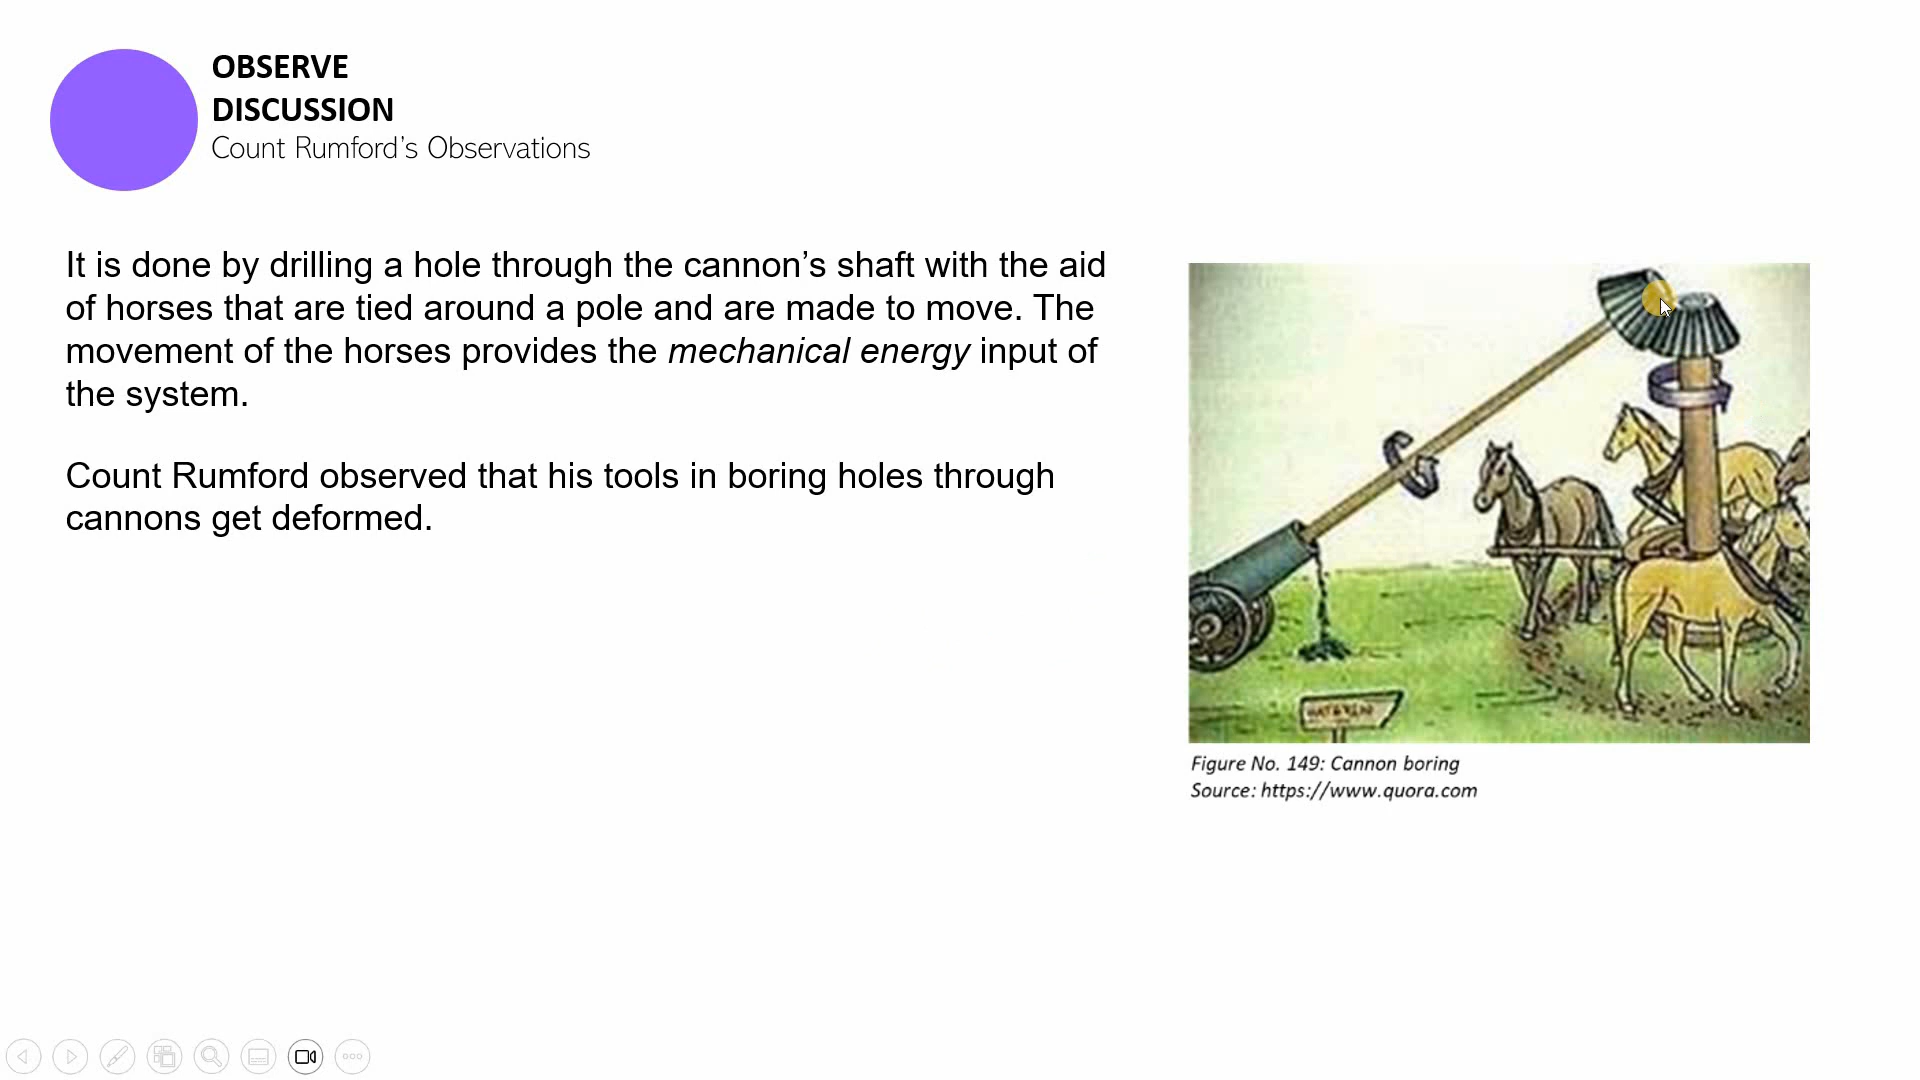 OBSERVE
DISCUSSION
Count Rumford’s Observations
It is done by drilling a hole through the cannon’s shaft with the aid
of horses that are tied around a pole and are made to move. The
movement of the horses provides the mechanical energy input of
the system.
Count Rumford observed that his tools in boring holes through
cannons get deformed.
Figure No. 149: Cannon boring
Source: https://www.quora.com